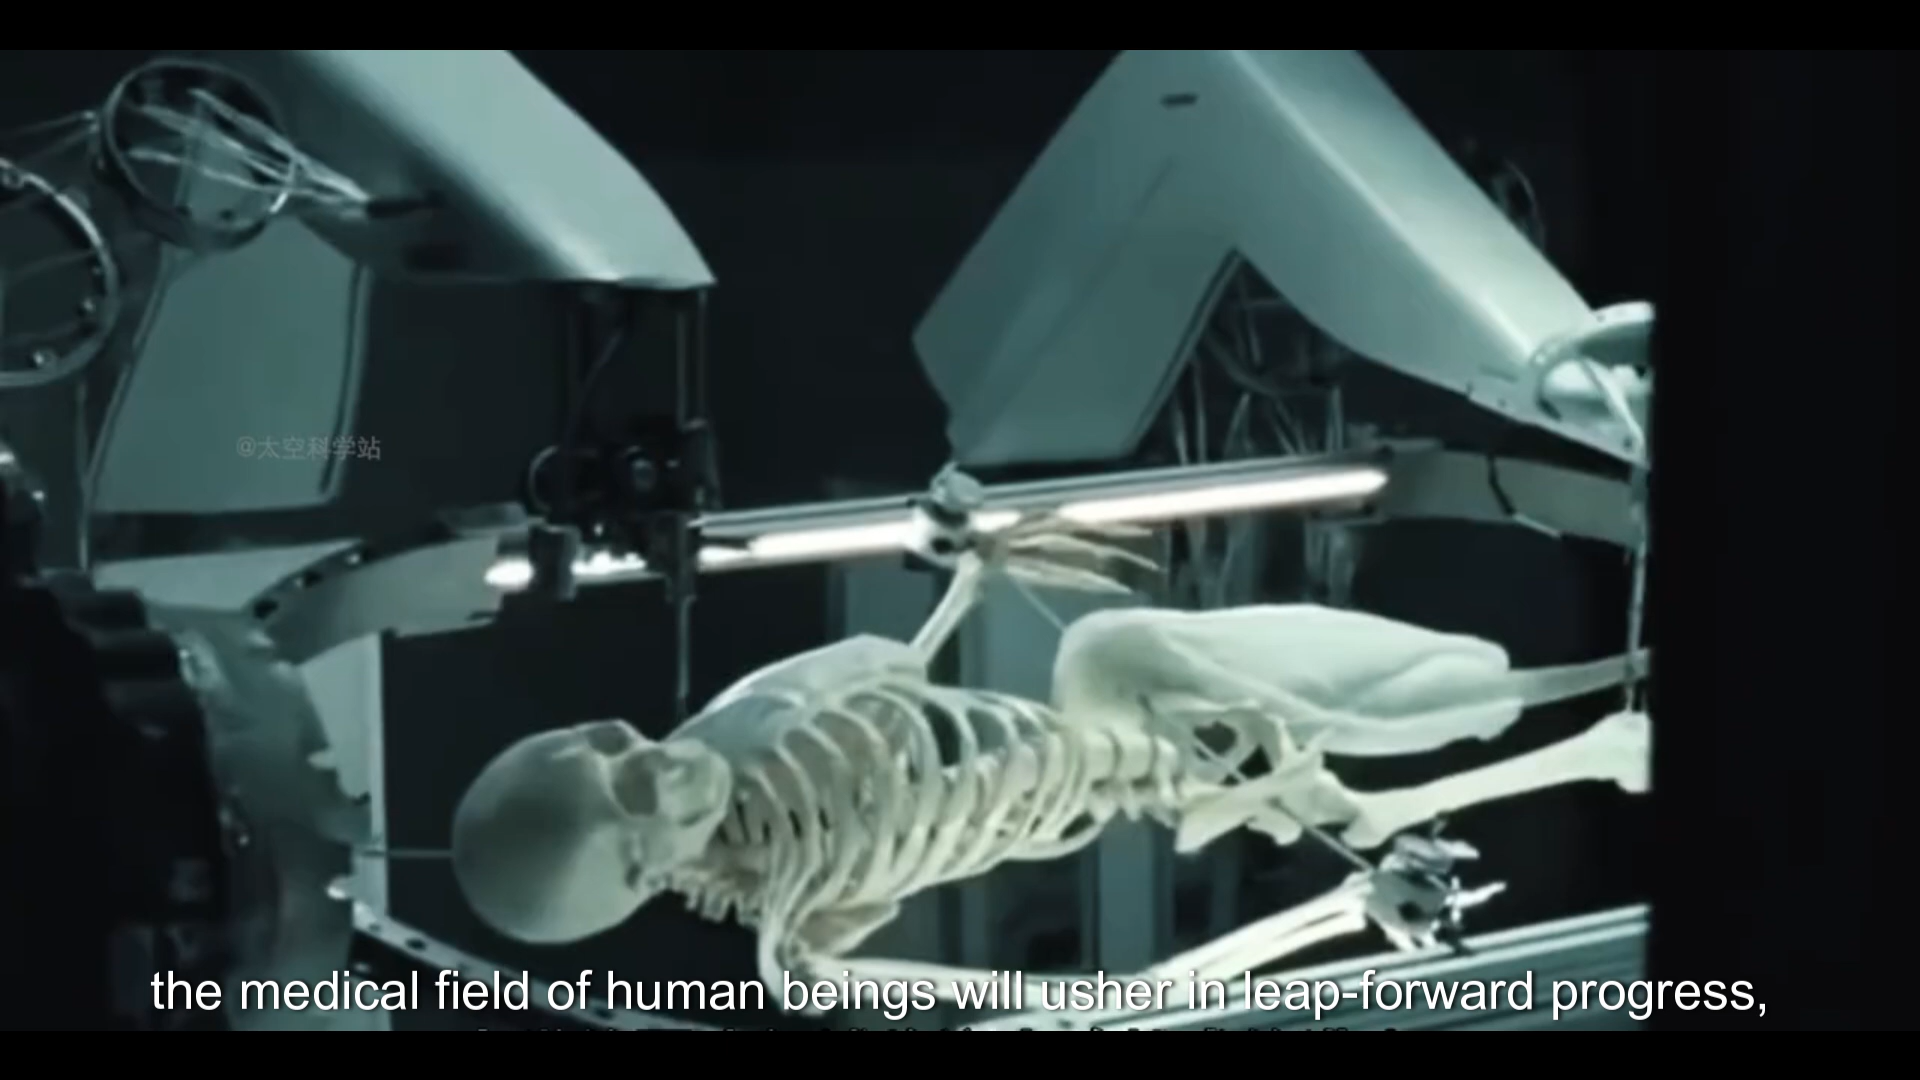 @太空科学站
the medical field of human beings will usher in leap-forward progress,